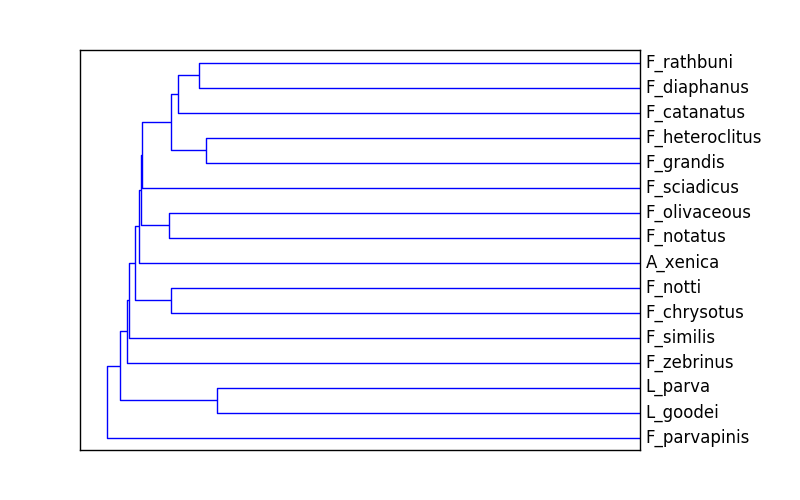 F_rathbuni
F_diaphanus
F_catanatus
F_heteroclitus
F_grandis
F_sciadicus
F_olivaceous
F_notatus
A_xenica
F_notti
F_chrysotus
F_similis
F_zebrinus
L_parva
L_goodei
F_parvapinis